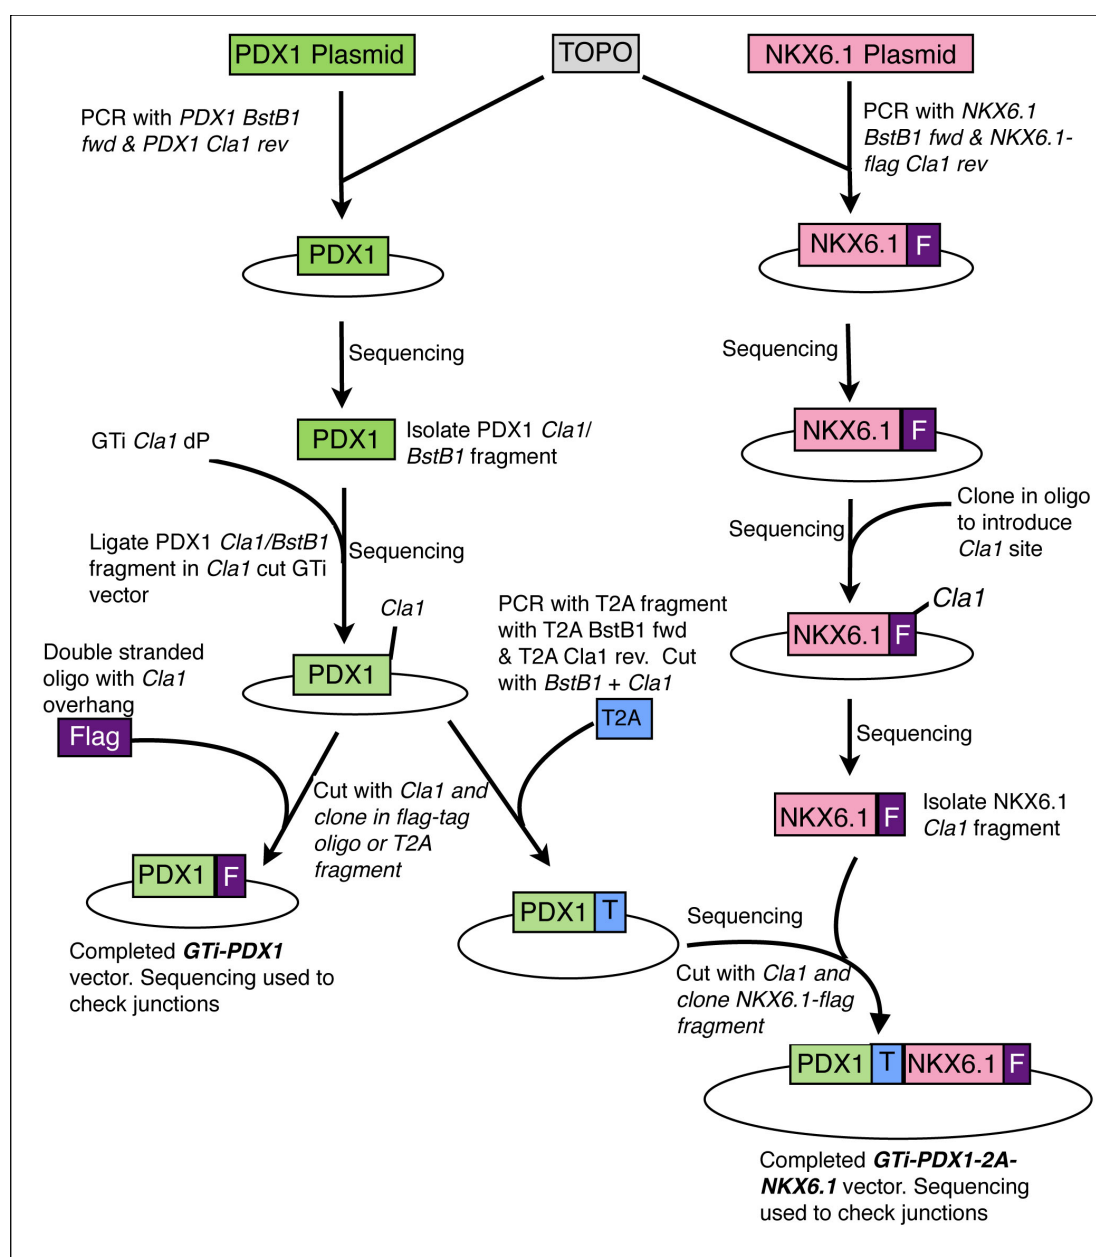 PDX1 Plasmid
TOPO
NKX6.1 Plasmid
PCR with PDX1 BstB1
fwd & PDX1 Cla1 rev
PCR with NKX6.1
BstB1 fwd & NKX6.1-
flag Cla1 rev
PDX1
NKX6.1 F
Sequencing
Sequencing
PDX1
Isolate PDX1 Cla1/
BstB1 fragment
NKX6.1 F
GTi Cla1 dP
Ligate PDX1 Cla1/BstB1
fragment in Cla1 cut GTi
vector
Sequencing
Sequencing
Clone in oligo
to introduce
Cla1 site
Cla1
PDX1
Cla1
NKX6.1 F
PCR with T2A fragment
with T2A BstB1 fwd
& T2A Cla1 rev. Cut
with BstB1 + Cla1
T2A
Double stranded
oligo with Cla1
overhang
Flag
Sequencing
Cut with Cla1 and
clone in flag-tag
oligo or T2A
fragment
NKX6.1 F
Isolate NKX6.1
Cla1 fragment
PDX1 F
Completed GTi-PDX1
vector. Sequencing used to
check junctions
PDX1 T
Sequencing
Cut with Cla1 and
clone NKX6.1-flag
fragment
PDX1 T NKX6.1 F
Completed GTi-PDX1-2A-
NKX6.1 vector. Sequencing
used to check junctions